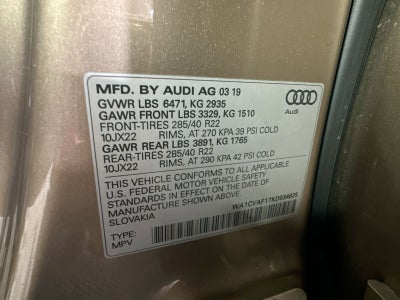 MFD. BY AUDI AG 03 19
GVWR LBS 6471, KG 2935
GAWR FRONT LBS 3329, KG 1510
FRONT-TIRES 285/40 R22
10JX22 RIMS, AT 270 KPA 39 PSI COLD
GAWR REAR LBS 3891, KG 1765
REAR-TIRES 285/40 R22
10JX22 RIMS, AT 290 KPA 42 PSI COLD
THIS VEHICLE CONFORMS TO ALL APPLICABLE
U.S. FEDERAL MOTOR VEHICLE SAFETY
STANDARDS IN EFFECT ON THE DATE OF
MANUFACTURE SHOWN ABOVE.
SLOVAKIA
TYPE:
MPV
WA1CVAF17KD034625
Audi